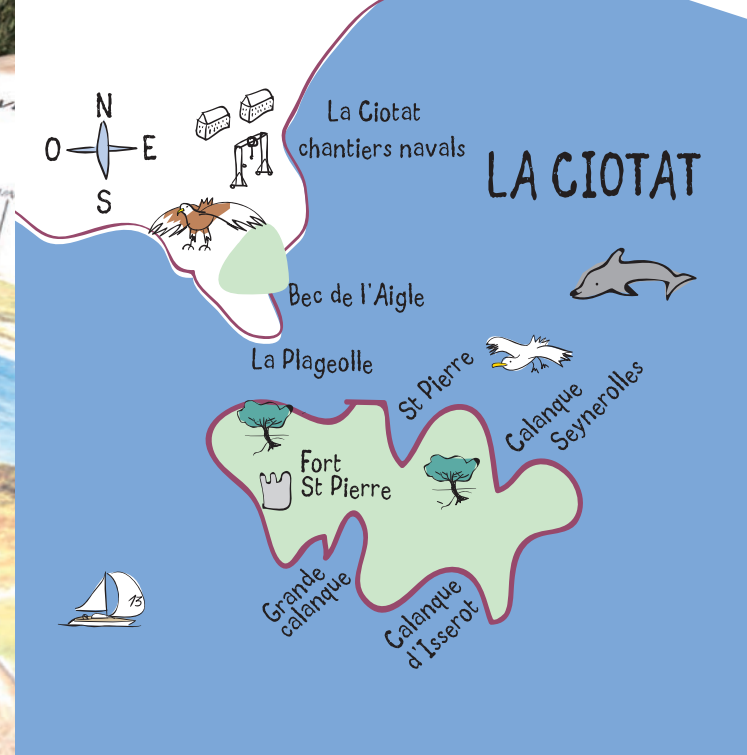 N
O E
S
La Ciotat
chantiers navals
LA CIOTAT
Bec de l'Aigle
La Plageolle
St Pierre
Calanque
Seynerolles
Fort
St Pierre
Grande
calanque
Calanque
d'Isserot
13